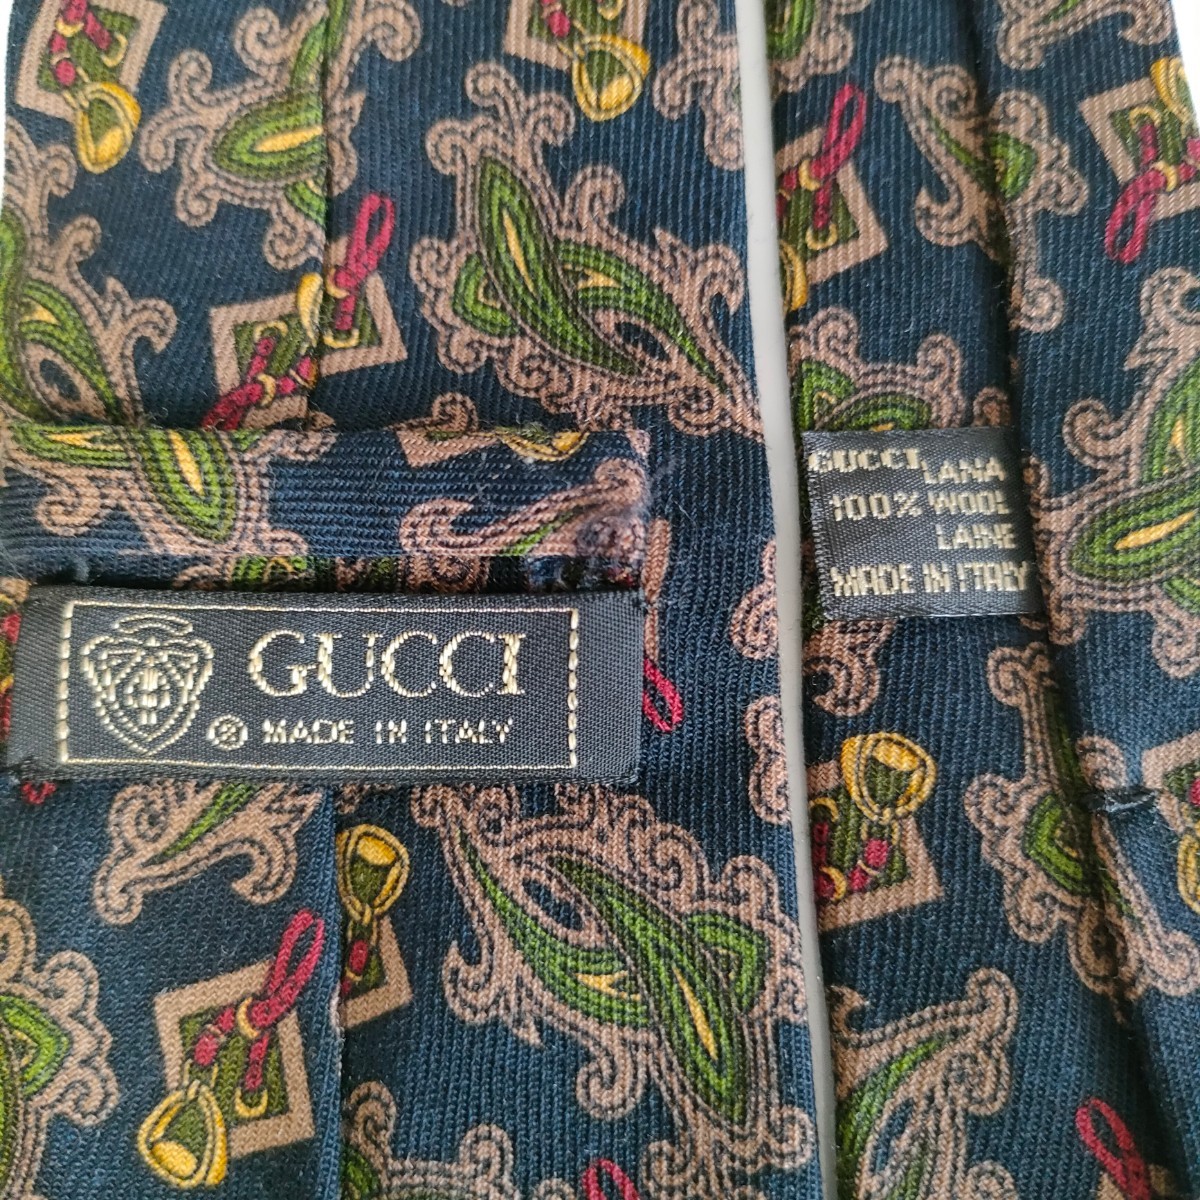 GUCCI
® MADE IN ITALY
GUCCI LANA
100% WOOL
LAINE
MADE IN ITALY